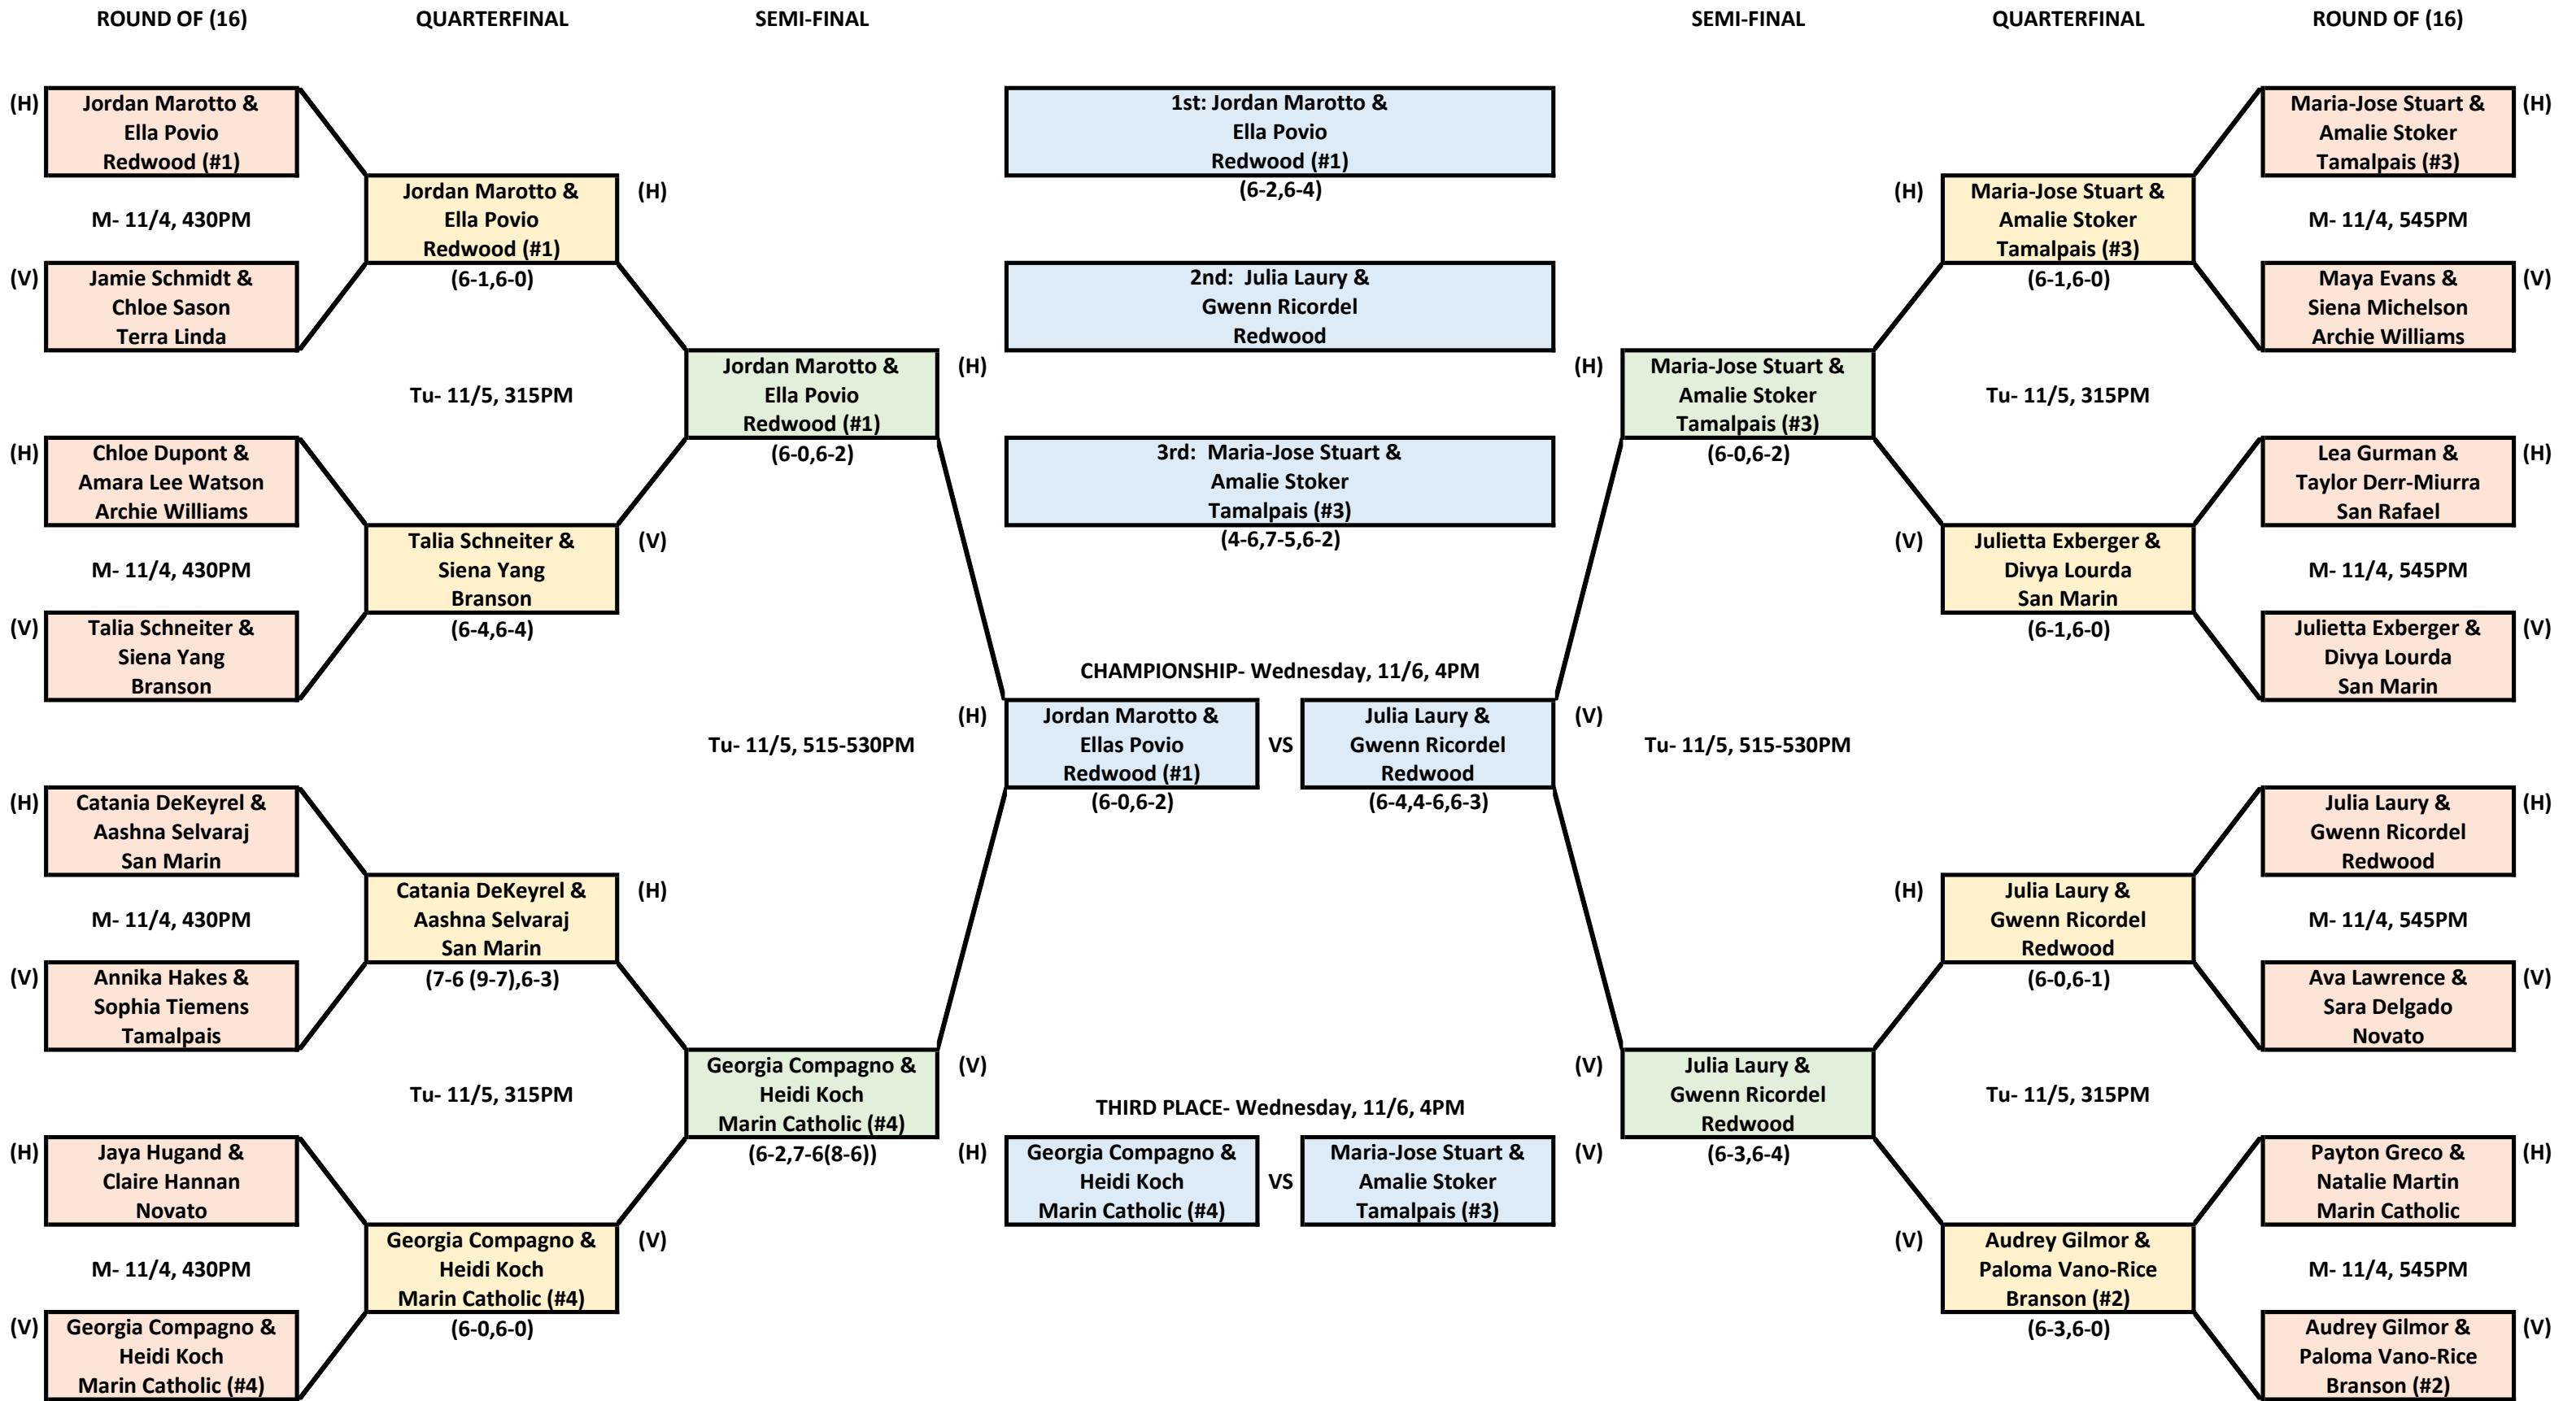 ROUND OF (16)
QUARTERFINAL
SEMI-FINAL
SEMI-FINAL
QUARTERFINAL
ROUND OF (16)
(H)
Jordan Marotto &
Ella Povio
Redwood (#1)
M- 11/4, 430PM
(V)
Jamie Schmidt &
Chloe Sason
Terra Linda
(H)
Chloe Dupont &
Amara Lee Watson
Archie Williams
M- 11/4, 430PM
(V)
Talia Schneiter &
Siena Yang
Branson
(H)
Catania DeKeyrel &
Aashna Selvaraj
San Marin
M- 11/4, 430PM
(V)
Annika Hakes &
Sophia Tiemens
Tamalpais
(H)
Jaya Hugand &
Claire Hannan
Novato
M- 11/4, 430PM
(V)
Georgia Compagno &
Heidi Koch
Marin Catholic (#4)
Jordan Marotto &
Ella Povio
Redwood (#1)
(H)
(6-1,6-0)
Tu- 11/5, 315PM
Talia Schneiter &
Siena Yang
Branson
(V)
(6-4,6-4)
Catania DeKeyrel &
Aashna Selvaraj
San Marin
(H)
(7-6 (9-7),6-3)
Tu- 11/5, 315PM
Georgia Compagno &
Heidi Koch
Marin Catholic (#4)
(V)
(6-0,6-0)
Jordan Marotto &
Ella Povio
Redwood (#1)
(H)
(6-0,6-2)
Tu- 11/5, 515-530PM
Georgia Compagno &
Heidi Koch
Marin Catholic (#4)
(V)
(6-2,7-6(8-6))
1st: Jordan Marotto &
Ella Povio
Redwood (#1)
(6-2,6-4)
2nd:  Julia Laury &
Gwenn Ricordel
Redwood
3rd:  Maria-Jose Stuart &
Amalie Stoker
Tamalpais (#3)
(4-6,7-5,6-2)
CHAMPIONSHIP- Wednesday, 11/6, 4PM
(H)
Jordan Marotto &
Ellas Povio
Redwood (#1)
(6-0,6-2)
VS
Julia Laury &
Gwenn Ricordel
Redwood
(V)
(6-4,4-6,6-3)
THIRD PLACE- Wednesday, 11/6, 4PM
(H)
Georgia Compagno &
Heidi Koch
Marin Catholic (#4)
VS
Maria-Jose Stuart &
Amalie Stoker
Tamalpais (#3)
(V)
(H)
Maria-Jose Stuart &
Amalie Stoker
Tamalpais (#3)
(6-0,6-2)
Tu- 11/5, 515-530PM
(V)
Julia Laury &
Gwenn Ricordel
Redwood
(6-3,6-4)
(H)
Maria-Jose Stuart &
Amalie Stoker
Tamalpais (#3)
(6-1,6-0)
Tu- 11/5, 315PM
(V)
Julietta Exberger &
Divya Lourda
San Marin
(6-1,6-0)
(H)
Julia Laury &
Gwenn Ricordel
Redwood
(6-0,6-1)
Tu- 11/5, 315PM
(V)
Audrey Gilmor &
Paloma Vano-Rice
Branson (#2)
(6-3,6-0)
Maria-Jose Stuart &
Amalie Stoker
Tamalpais (#3)
(H)
M- 11/4, 545PM
Maya Evans &
Siena Michelson
Archie Williams
(V)
Lea Gurman &
Taylor Derr-Miurra
San Rafael
(H)
M- 11/4, 545PM
Julietta Exberger &
Divya Lourda
San Marin
(V)
Julia Laury &
Gwenn Ricordel
Redwood
(H)
M- 11/4, 545PM
Ava Lawrence &
Sara Delgado
Novato
(V)
Payton Greco &
Natalie Martin
Marin Catholic
(H)
M- 11/4, 545PM
Audrey Gilmor &
Paloma Vano-Rice
Branson (#2)
(V)